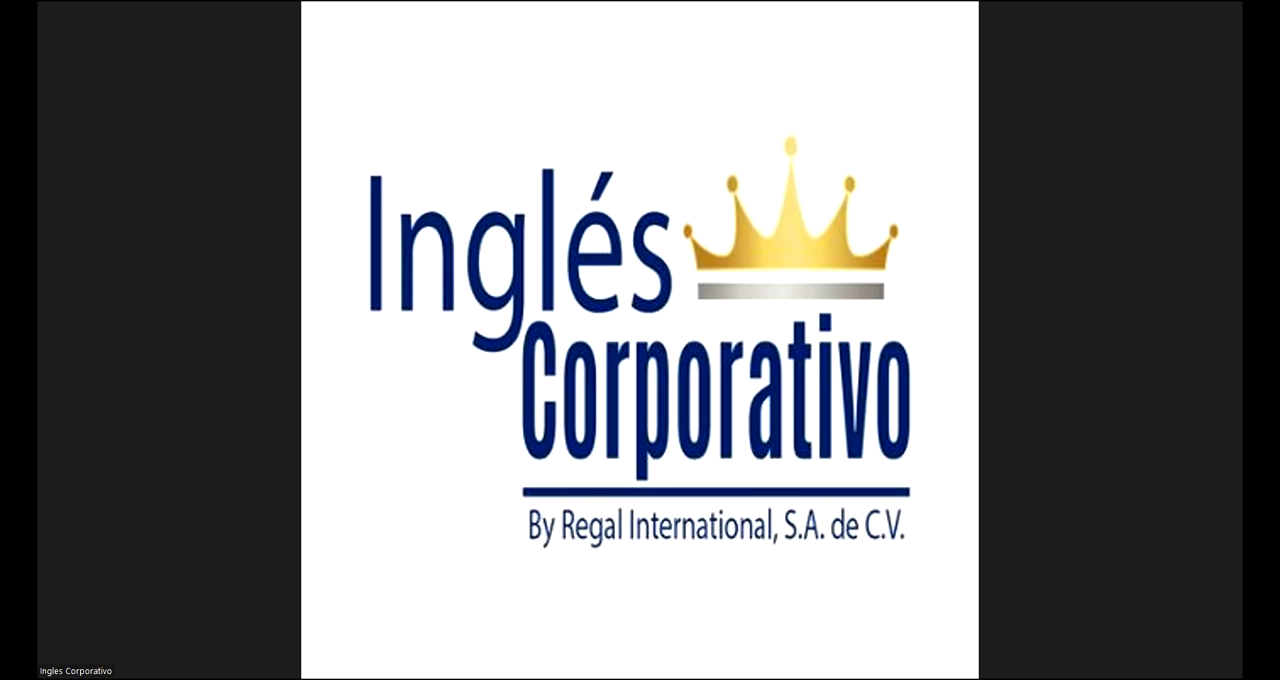 Inglés
Corporativo
By Regal International, S.A. de C.V.
Ingles Corporativo